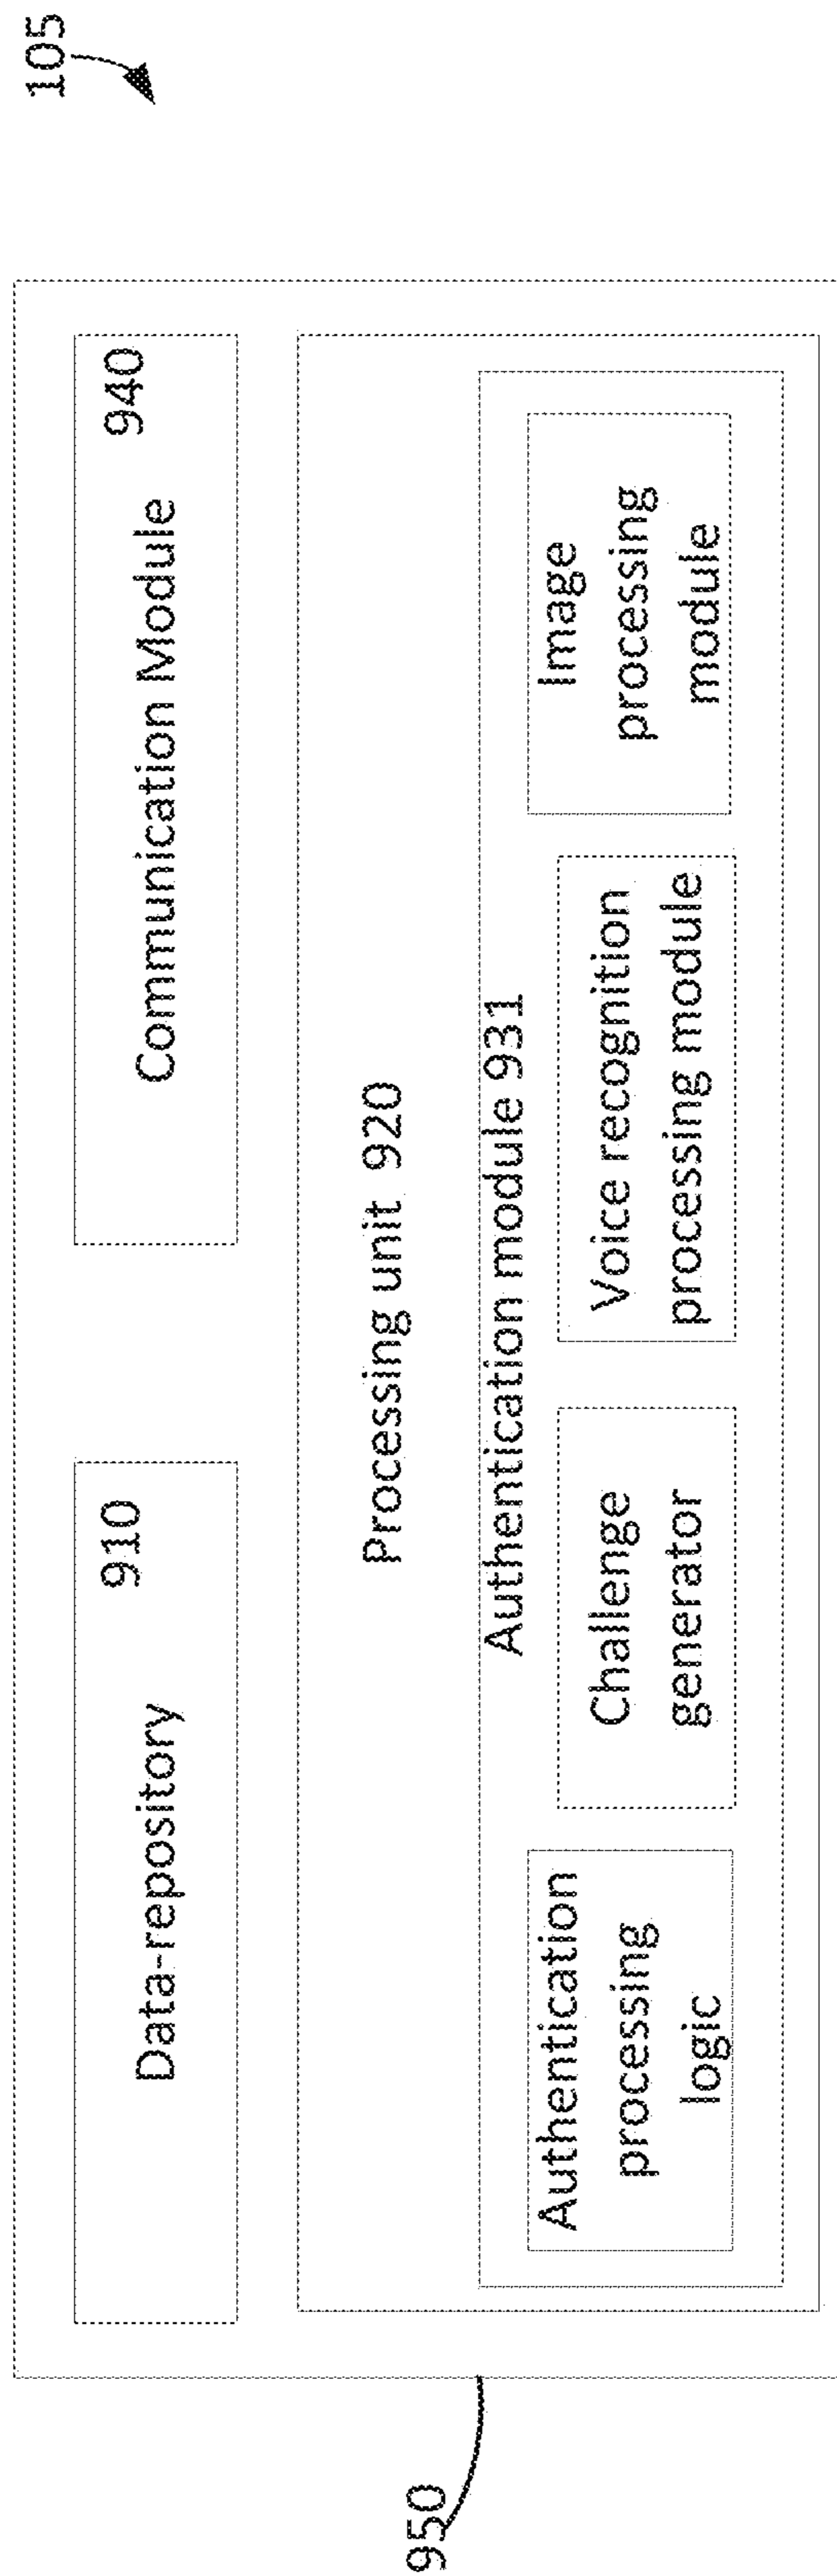 105
910
940
Data-repository
Communication Module
Processing unit 920
Authentication module 931
Authentication
processing
logic
Challenge
generator
Voice recognition
processing module
Image
processing
module
950